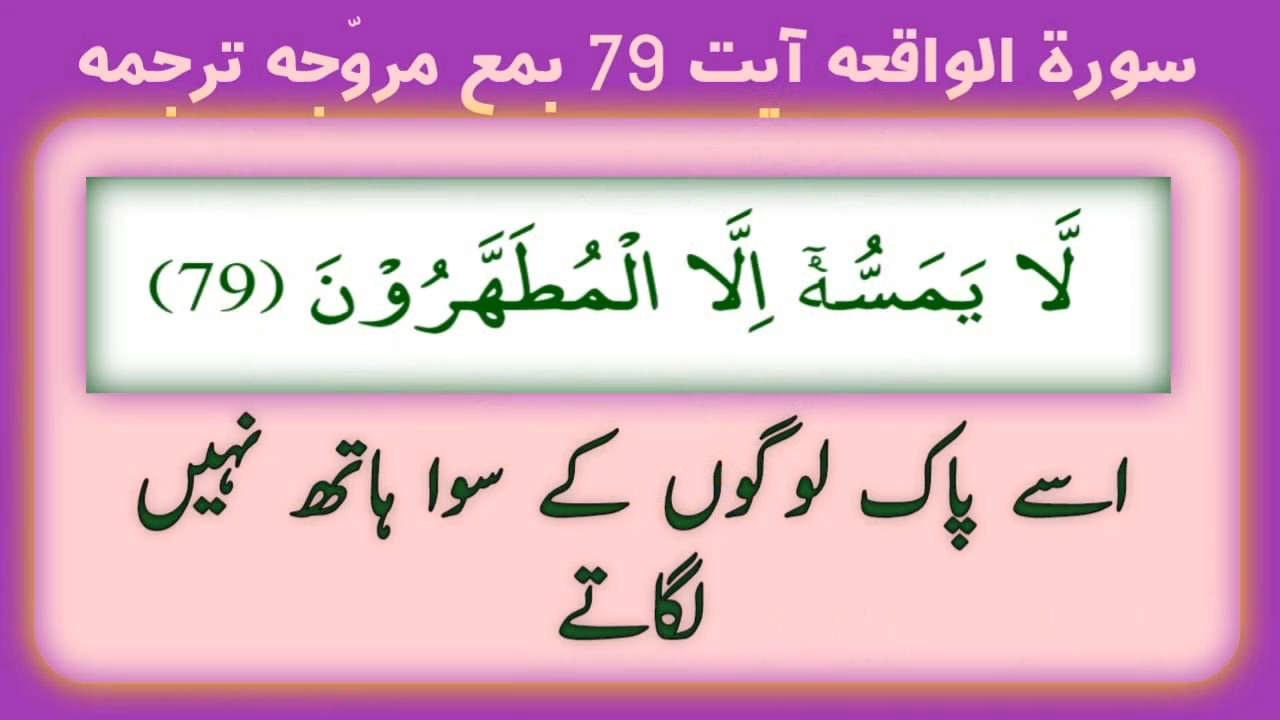 سورة الواقعه آیت 79 بمع مروّجه ترجمه
لَّا يَمَسُّهٗۤ اِلَّا الْمُطَهَّرُوْنَ (79)
اسے پاک لوگوں کے سوا ہاتھ نہیں
لگاتے